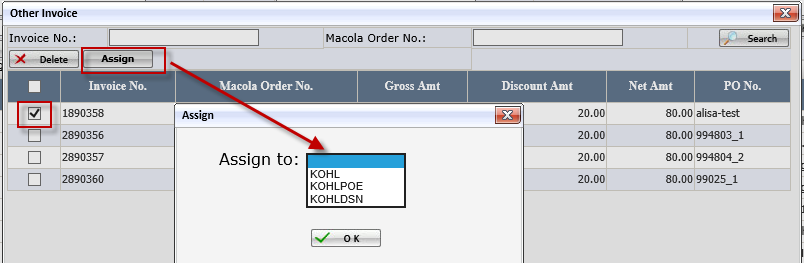 Other Invoice
Invoice No.: Macola Order No.: Search
Delete Assign
Invoice No. Macola Order No. Gross Amt Discount Amt Net Amt PO No.
1890358 20.00 80.00 alisa-test
2890356 20.00 80.00 994803_1
2890357 20.00 80.00 994804_2
2890360 20.00 80.00 99025_1
Assign
Assign to:
KOHL
KOHLPOE
KOHLDSN
O K